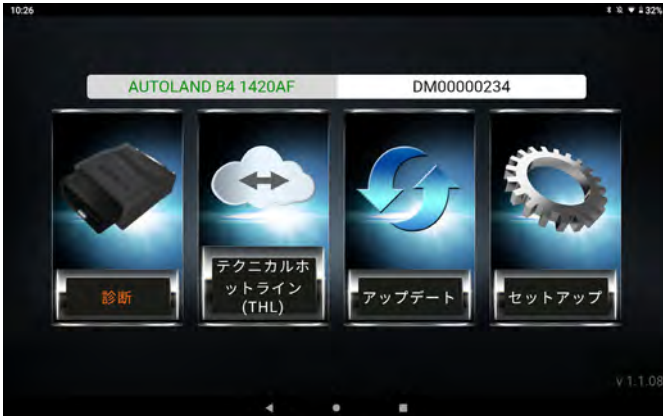 10:26
32%
AUTOLAND B4 1420AF
DM00000234
診断
テクニカルホ
ットライン
(THL)
アップデート
セットアップ
v 1.1.08